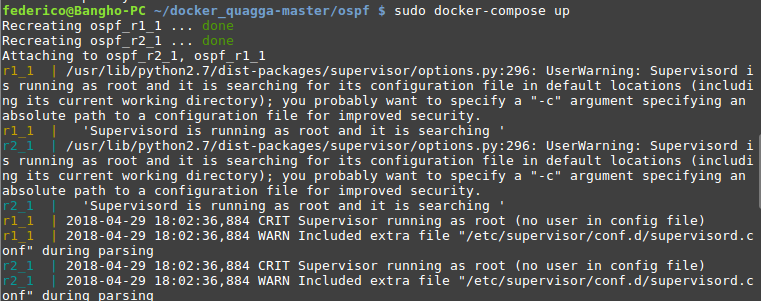 federico@Bangho-PC ~/docker_quagga-master/ospf $ sudo docker-compose up
Recreating ospf_r1_1 ... done
Recreating ospf_r2_1 ... done
Attaching to ospf_r2_1, ospf_r1_1
r1_1  | /usr/lib/python2.7/dist-packages/supervisor/options.py:296: UserWarning: Supervisord i
s running as root and it is searching for its configuration file in default locations (includi
ng its current working directory); you probably want to specify a "-c" argument specifying an
absolute path to a configuration file for improved security.
r1_1  |   'Supervisord is running as root and it is searching '
r2_1  | /usr/lib/python2.7/dist-packages/supervisor/options.py:296: UserWarning: Supervisord i
s running as root and it is searching for its configuration file in default locations (includi
ng its current working directory); you probably want to specify a "-c" argument specifying an
absolute path to a configuration file for improved security.
r2_1  |   'Supervisord is running as root and it is searching '
r1_1  | 2018-04-29 18:02:36,884 CRIT Supervisor running as root (no user in config file)
r1_1  | 2018-04-29 18:02:36,884 WARN Included extra file "/etc/supervisor/conf.d/supervisord.c
onf" during parsing
r2_1  | 2018-04-29 18:02:36,884 CRIT Supervisor running as root (no user in config file)
r2_1  | 2018-04-29 18:02:36,884 WARN Included extra file "/etc/supervisor/conf.d/supervisord.c
onf" during parsing